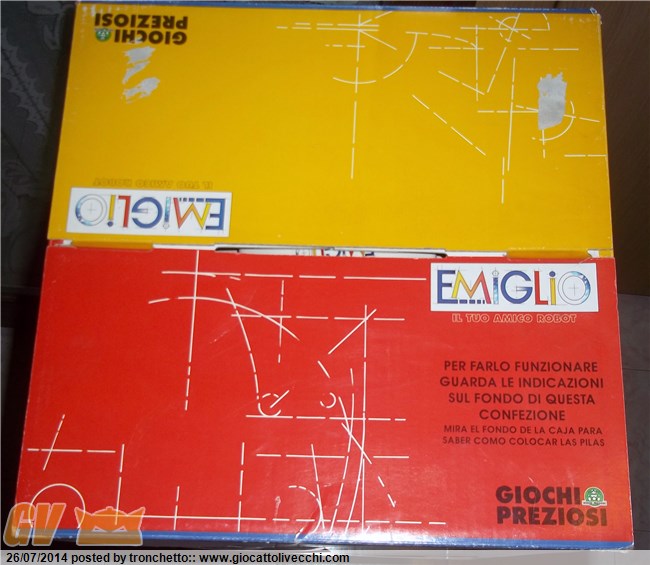 GIOCHI
PREZIOSI
IL TUO AMICO ROBOT
EMIGLIO
EMIGLIO
IL TUO AMICO ROBOT
PER FARLO FUNZIONARE
GUARDA LE INDICAZIONI
SUL FONDO DI QUESTA
CONFEZIONE
MIRA EL FONDO DE LA CAJA PARA
SABER COMO COLOCAR LAS PILAS
GIOCHI
PREZIOSI
GV
26/07/2014 posted by tronchetto:: www.giocattolivecchi.com